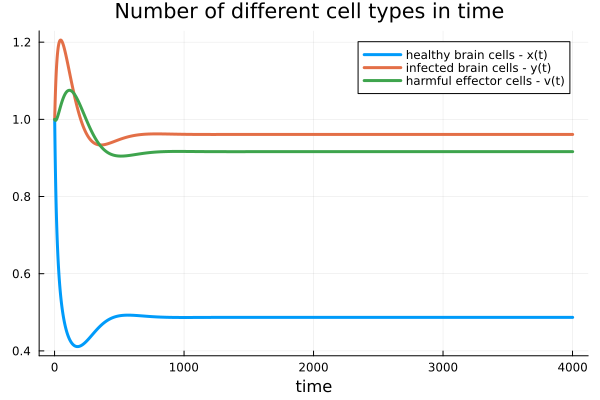 Number of different cell types in time
healthy brain cells - x(t)
infected brain cells - y(t)
harmful effector cells - v(t)
1.2
1.0
0.8
0.6
0.4
0 1000 2000 3000 4000
time